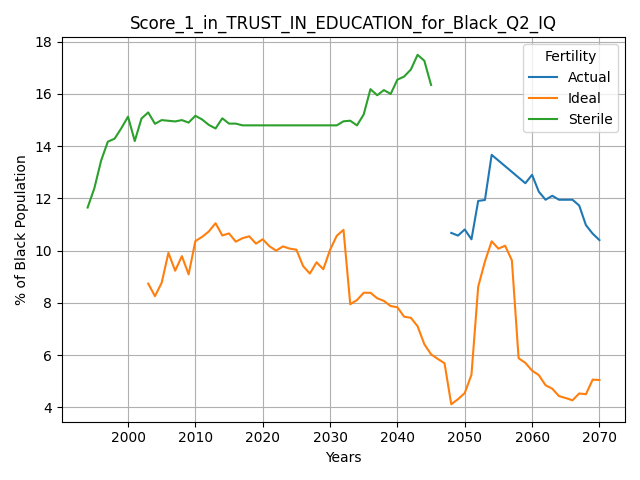 Score_1_in_TRUST_IN_EDUCATION_for_Black_Q2_IQ
18
16
14
12
10
8
6
4
% of Black Population
Fertility
Actual
Ideal
Sterile
2000 2010 2020 2030 2040 2050 2060 2070
Years